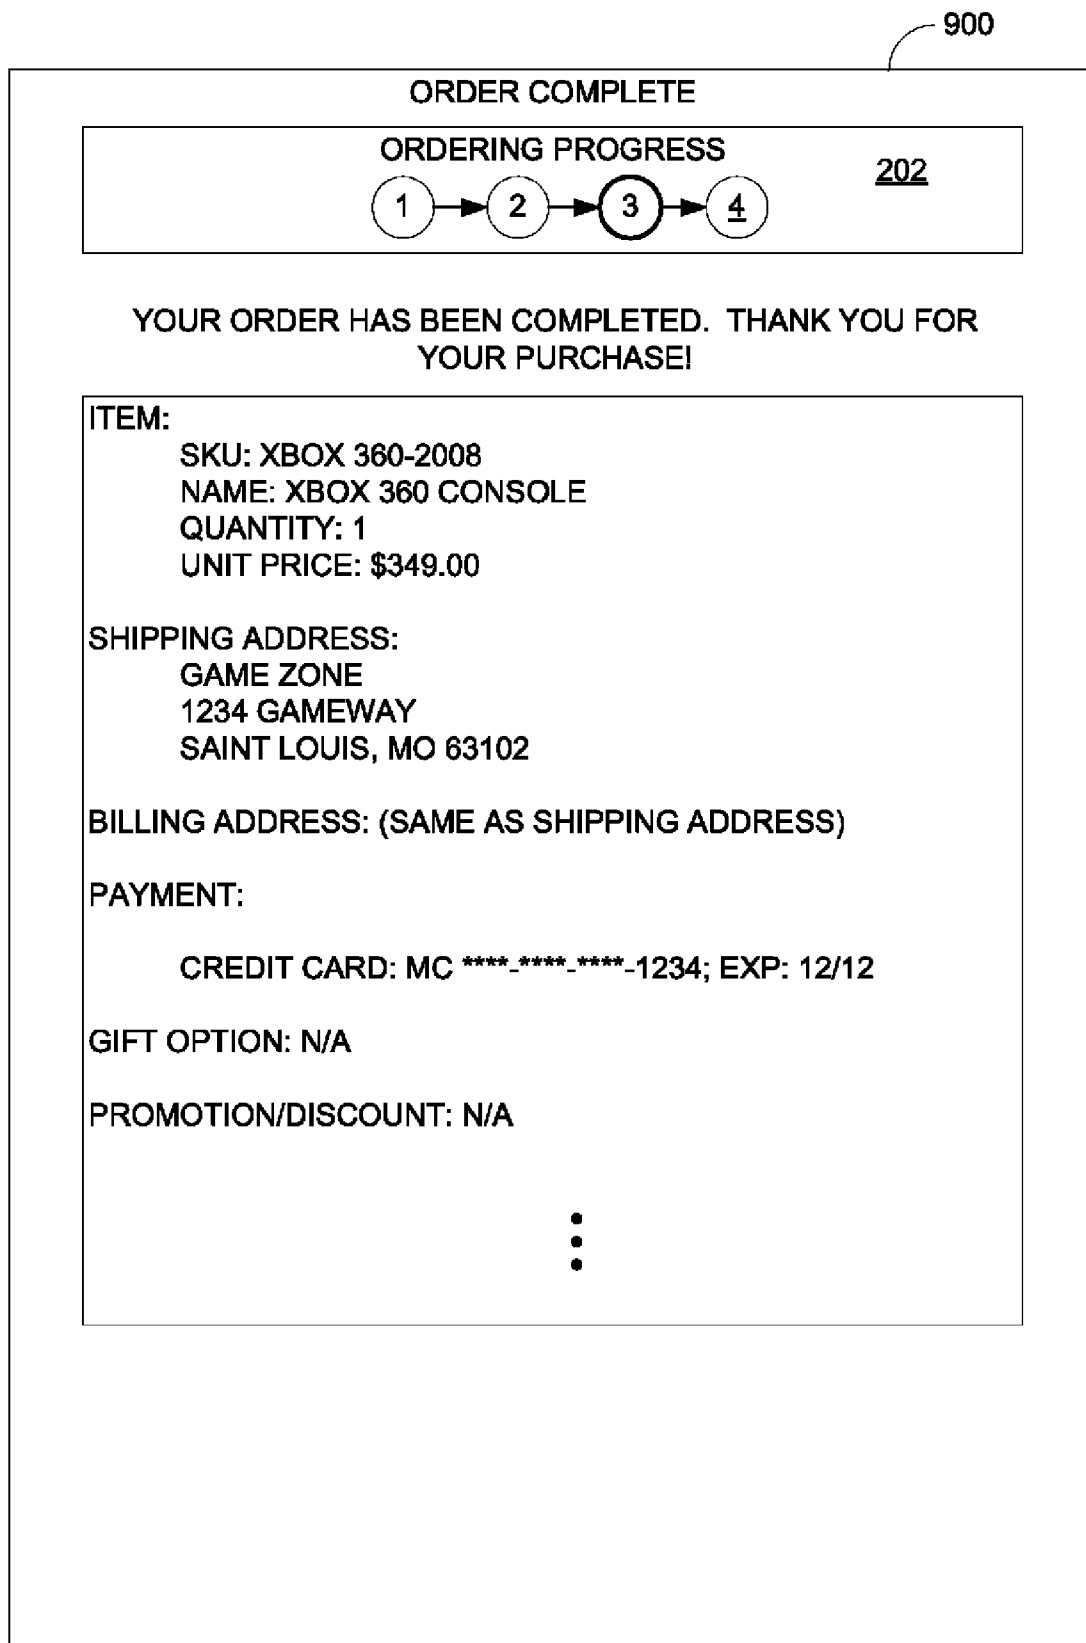 900
ORDER COMPLETE
ORDERING PROGRESS
202
1 2 3 4
YOUR ORDER HAS BEEN COMPLETED. THANK YOU FOR
YOUR PURCHASE!
ITEM:
SKU: XBOX 360-2008
NAME: XBOX 360 CONSOLE
QUANTITY: 1
UNIT PRICE: $349.00
SHIPPING ADDRESS:
GAME ZONE
1234 GAMEWAY
SAINT LOUIS, MO 63102
BILLING ADDRESS: (SAME AS SHIPPING ADDRESS)
PAYMENT:
CREDIT CARD: MC ****-****-****-1234; EXP: 12/12
GIFT OPTION: N/A
PROMOTION/DISCOUNT: N/A